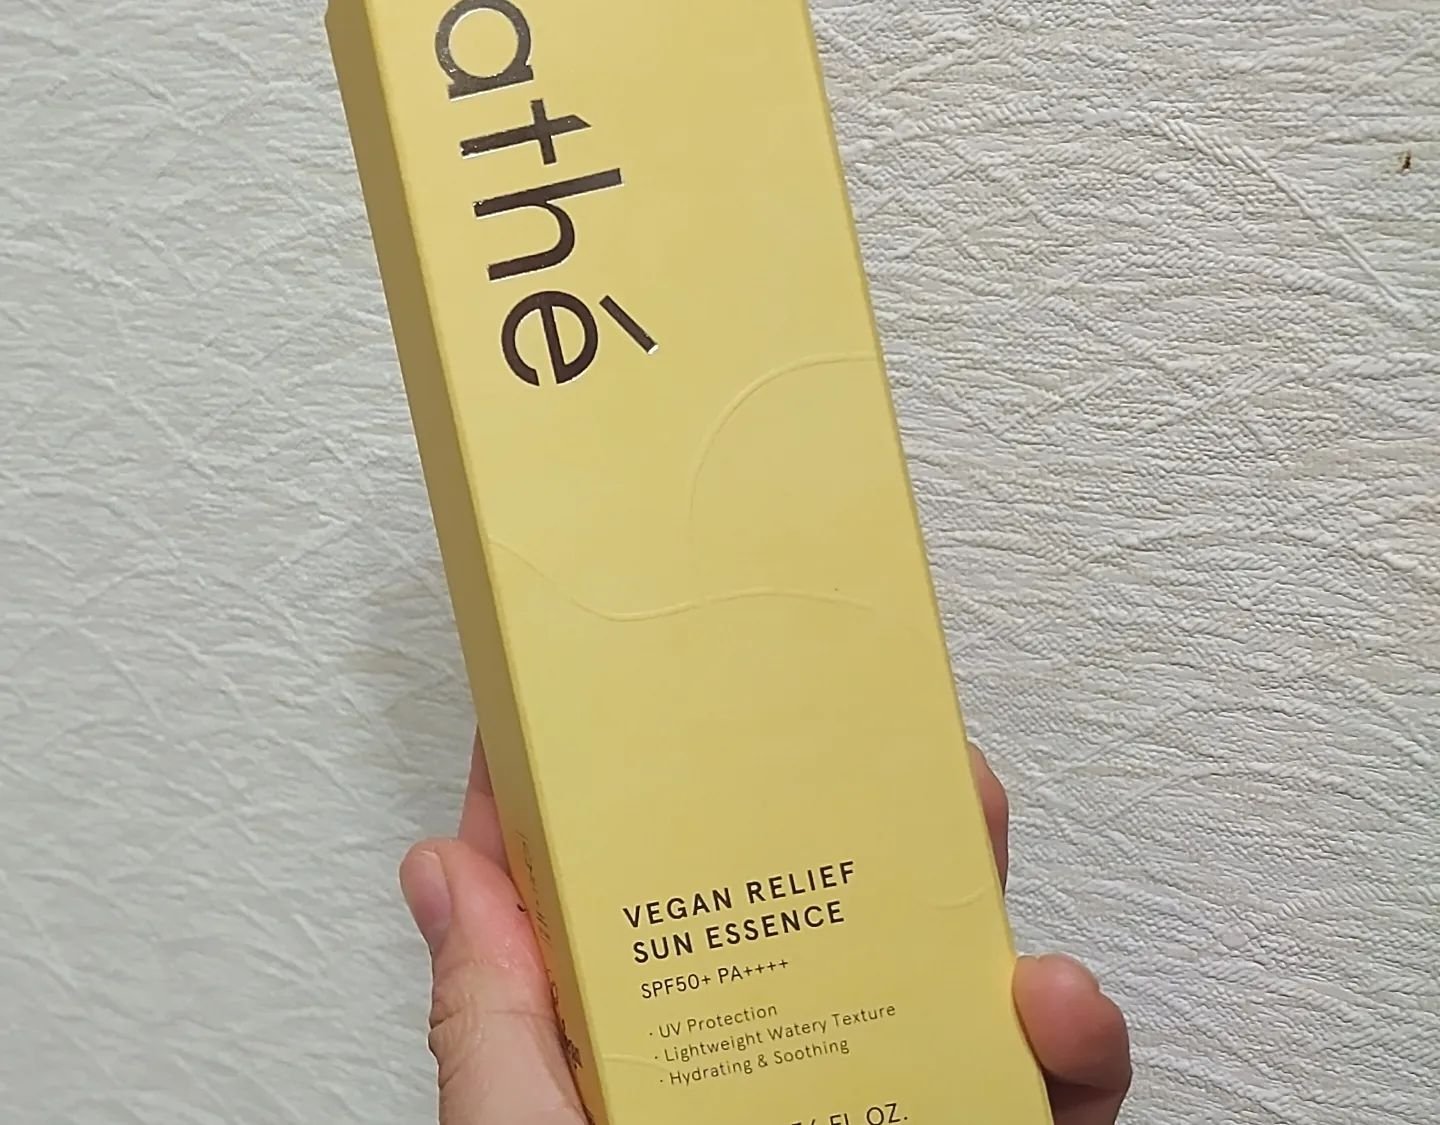 athé
VEGAN RELIEF
SUN ESSENCE
SPF50+ PA++++
· UV Protection
· Lightweight Watery Texture
· Hydrating & Soothing
FL OZ.